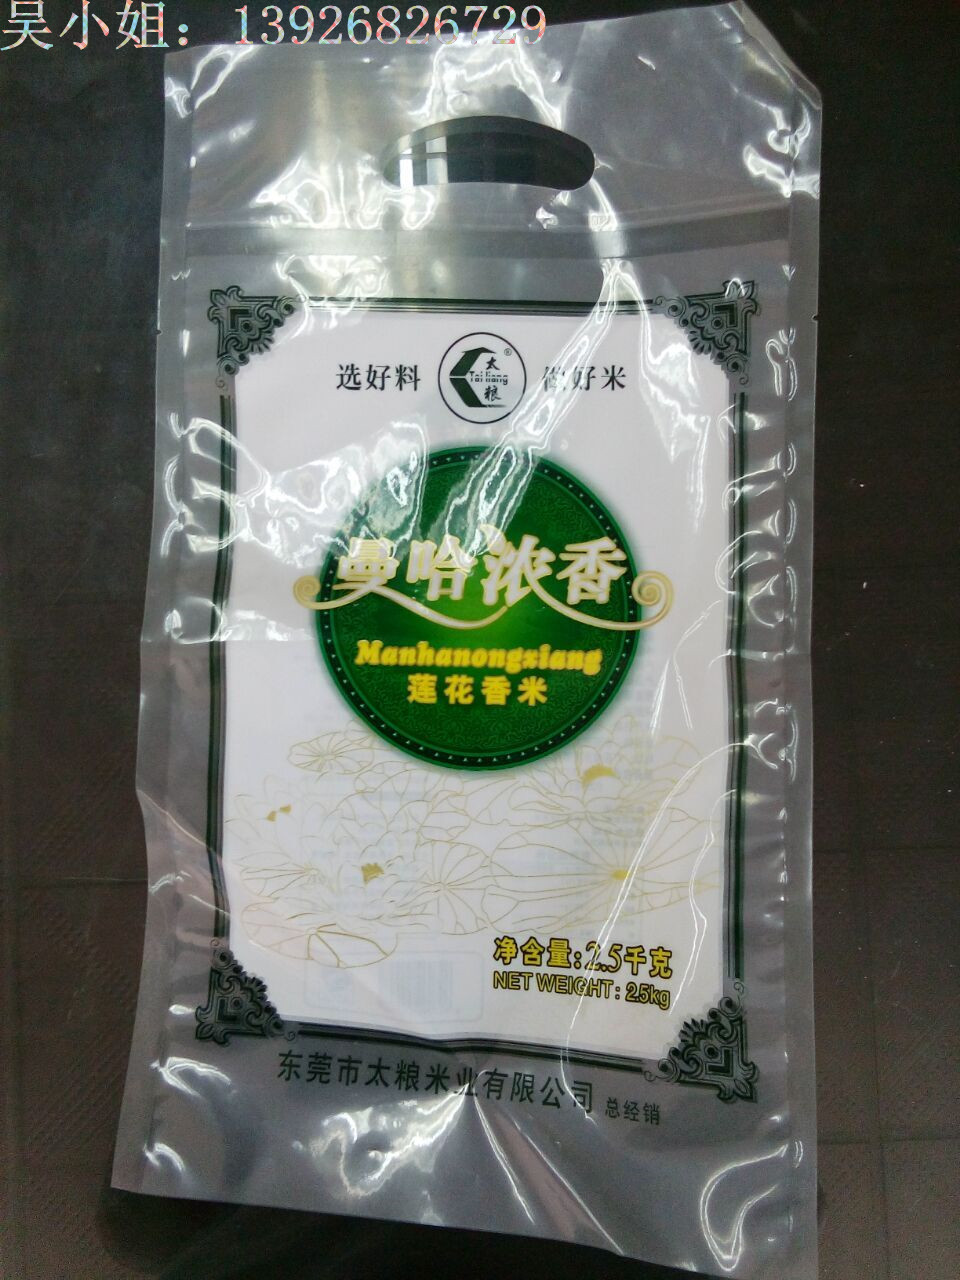 吴小姐：13926826729
选好料
太
Tai liang
粮
®
做好米
曼哈浓香
Manhanongxiang
莲花香米
净含量:2.5千克
NET WEIGHT: 2.5kg
东莞市太粮米业有限公司 总经销